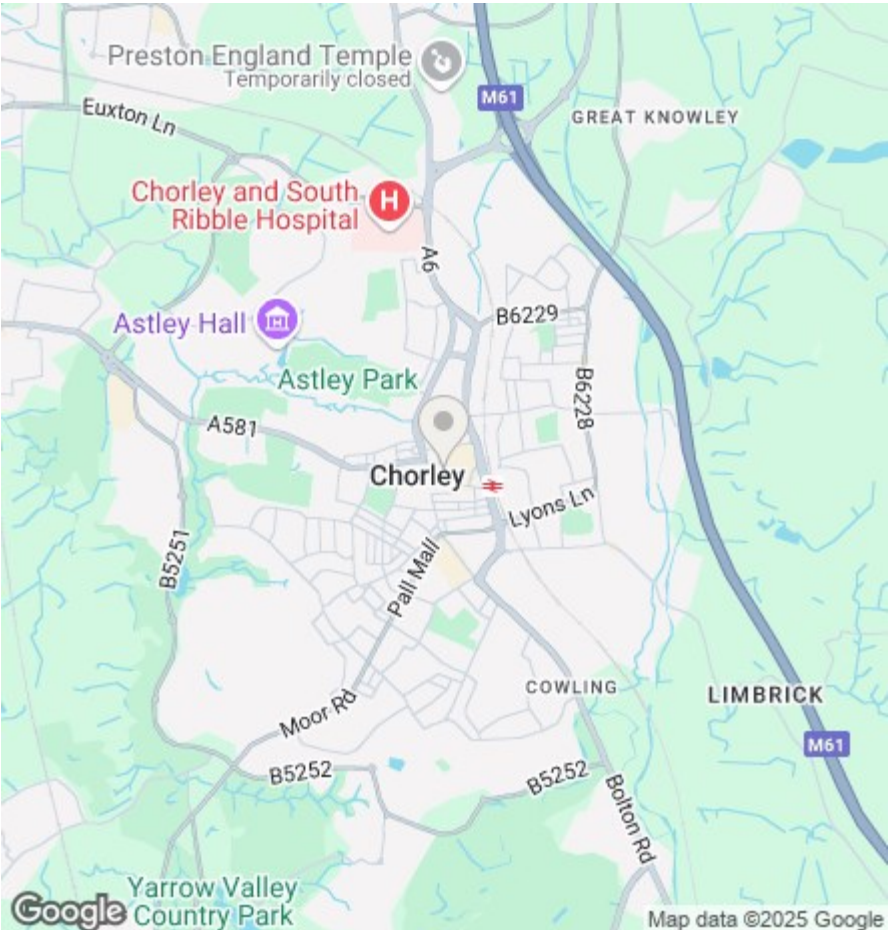 Preston England Temple
Temporarily closed
M61
GREAT KNOWLEY
Euxton Ln
Chorley and South
Ribble Hospital
H
A6
B6229
Astley Hall
Astley Park
B6228
A581
Chorley
Lyons Ln
B5251
Pall Mall
COWLING
LIMBRICK
Moor Rd
M61
B5252
B5252
Bolton Rd
Yarrow Valley
Country Park
Google
Map data ©2025 Google